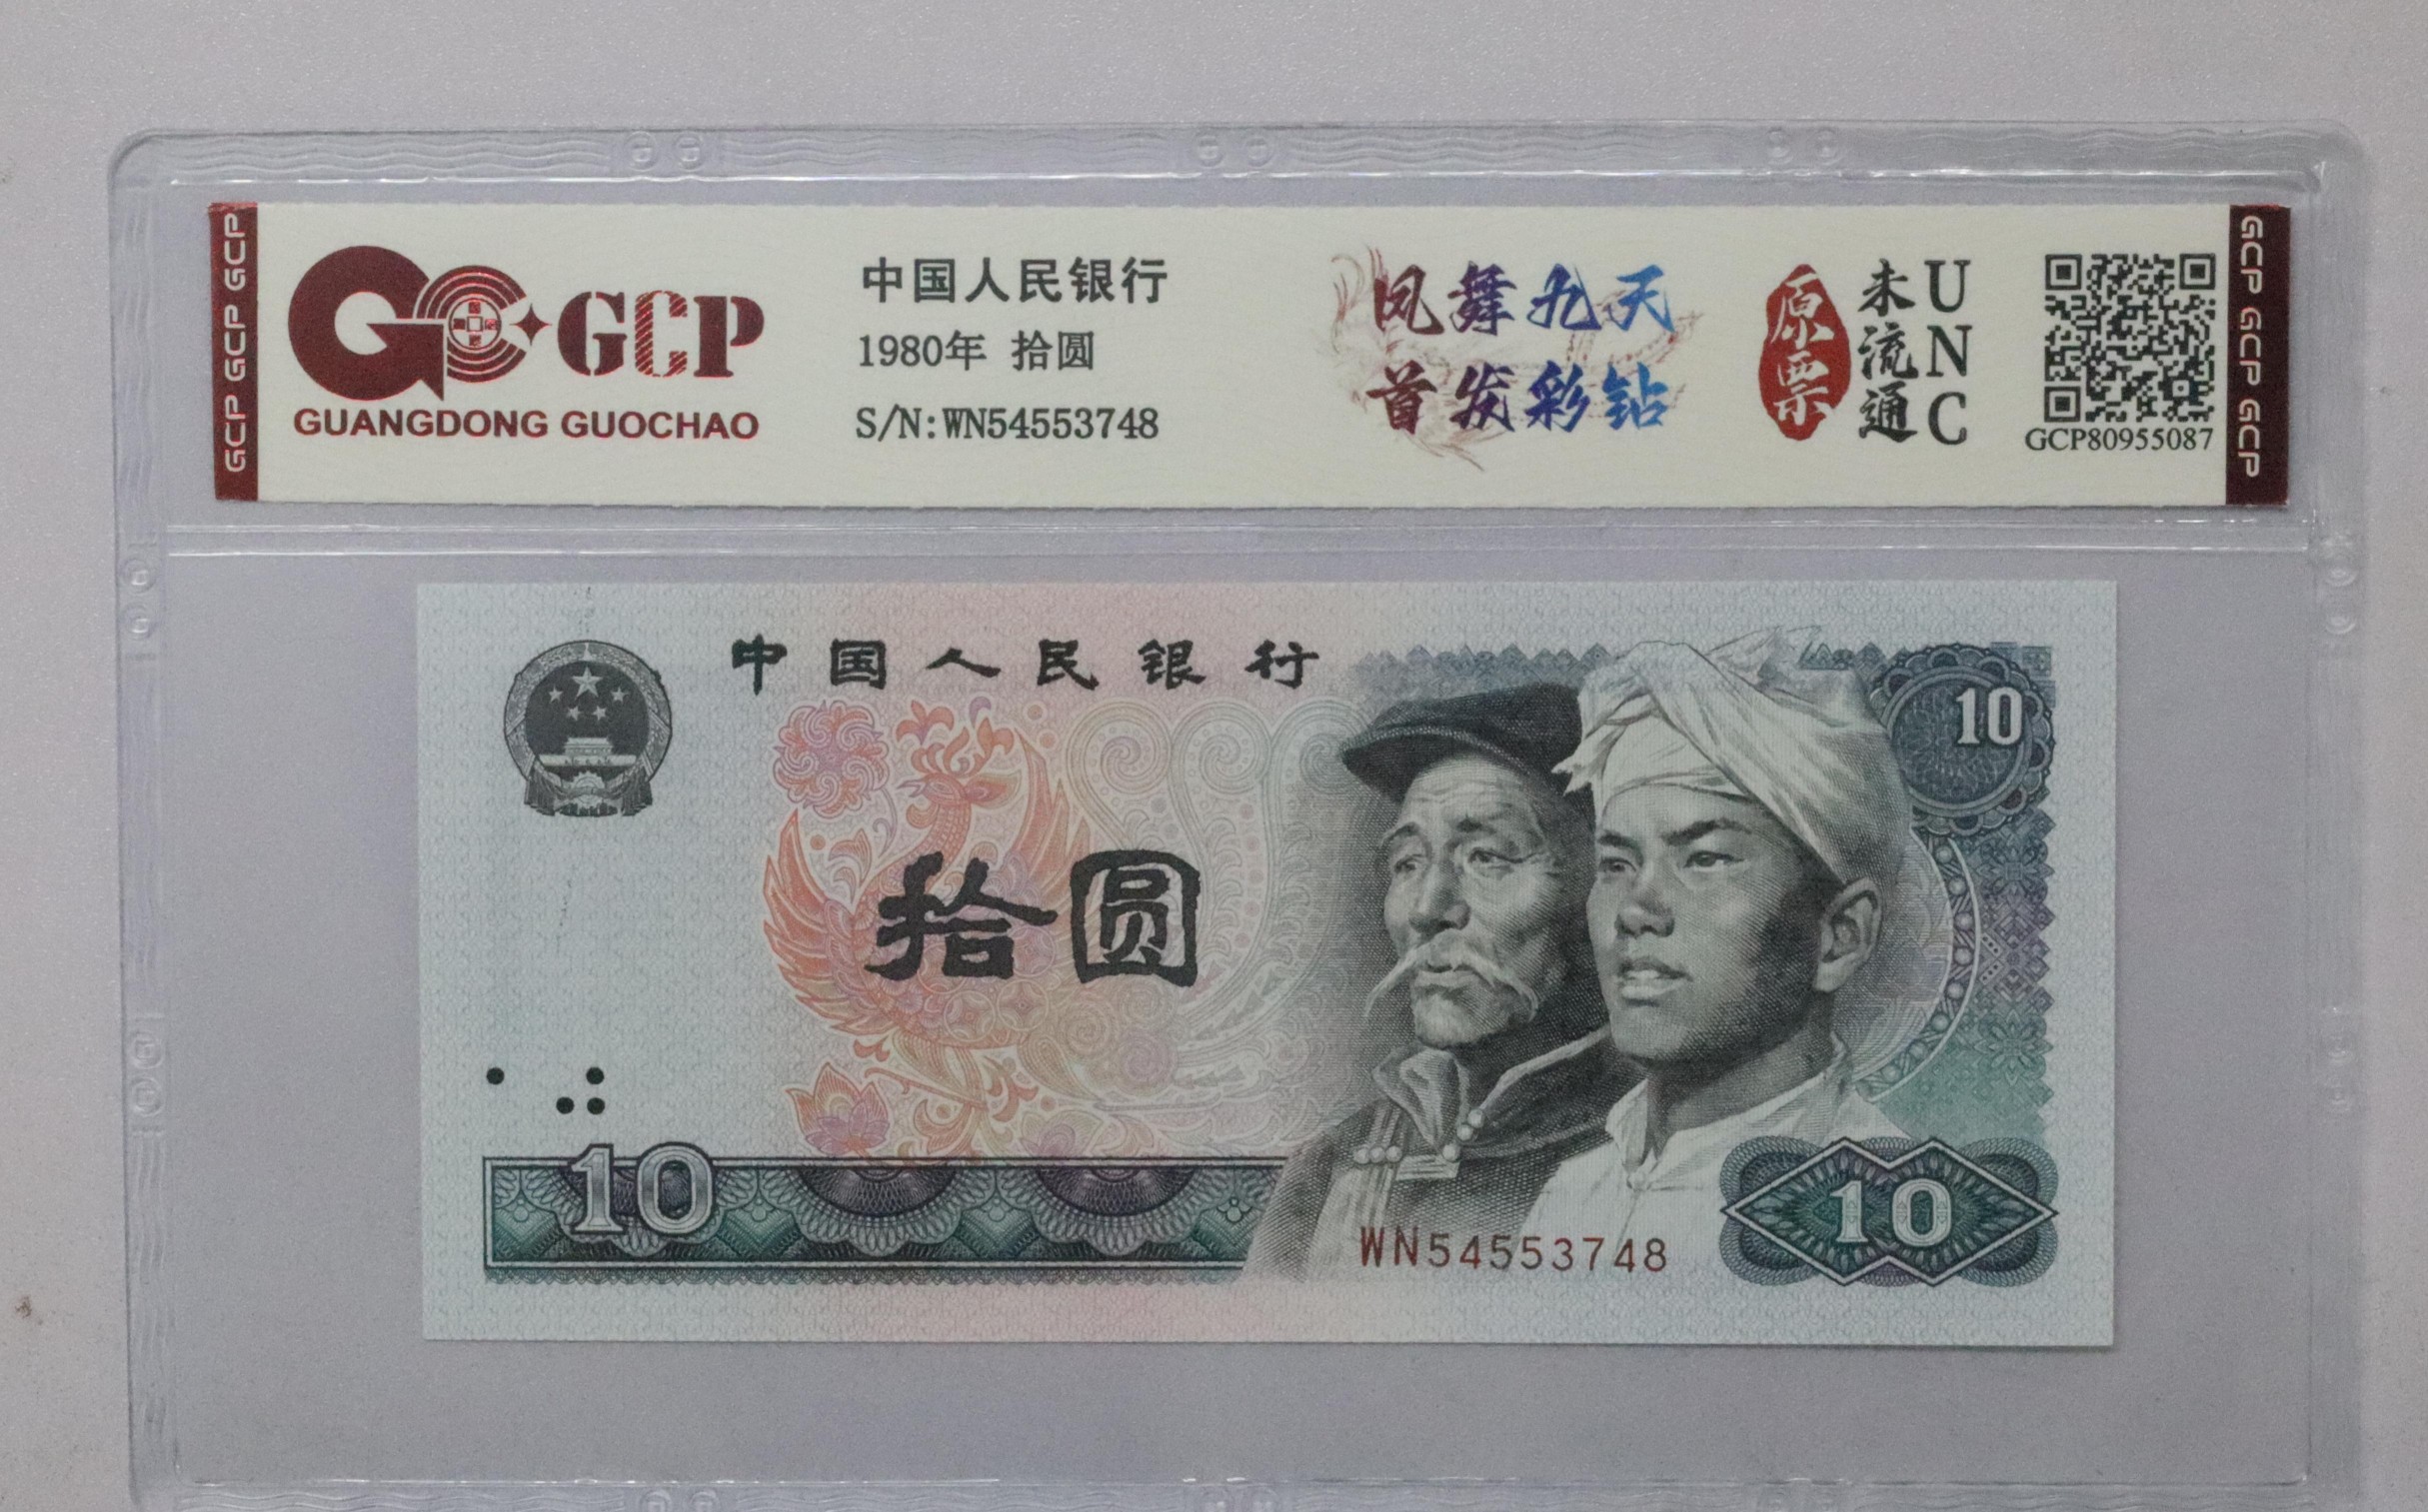 GCP GCP GCP
GCP
GUANGDONG GUOCHAO
中国人民银行
1980年 拾圆
S/N:WN54553748
凤舞九天
首发彩钻
原票
未流通
UNC
GCP80955087
GCP GCP GCP
中国人民银行
10
拾圆
10
WN54553748
10